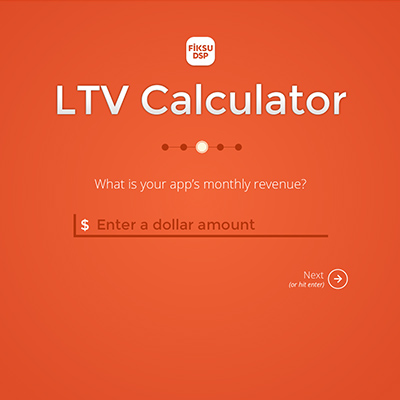 FIKSU
DSP
LTV Calculator
What is your app's monthly revenue?
$ Enter a dollar amount
Next
(or hit enter)